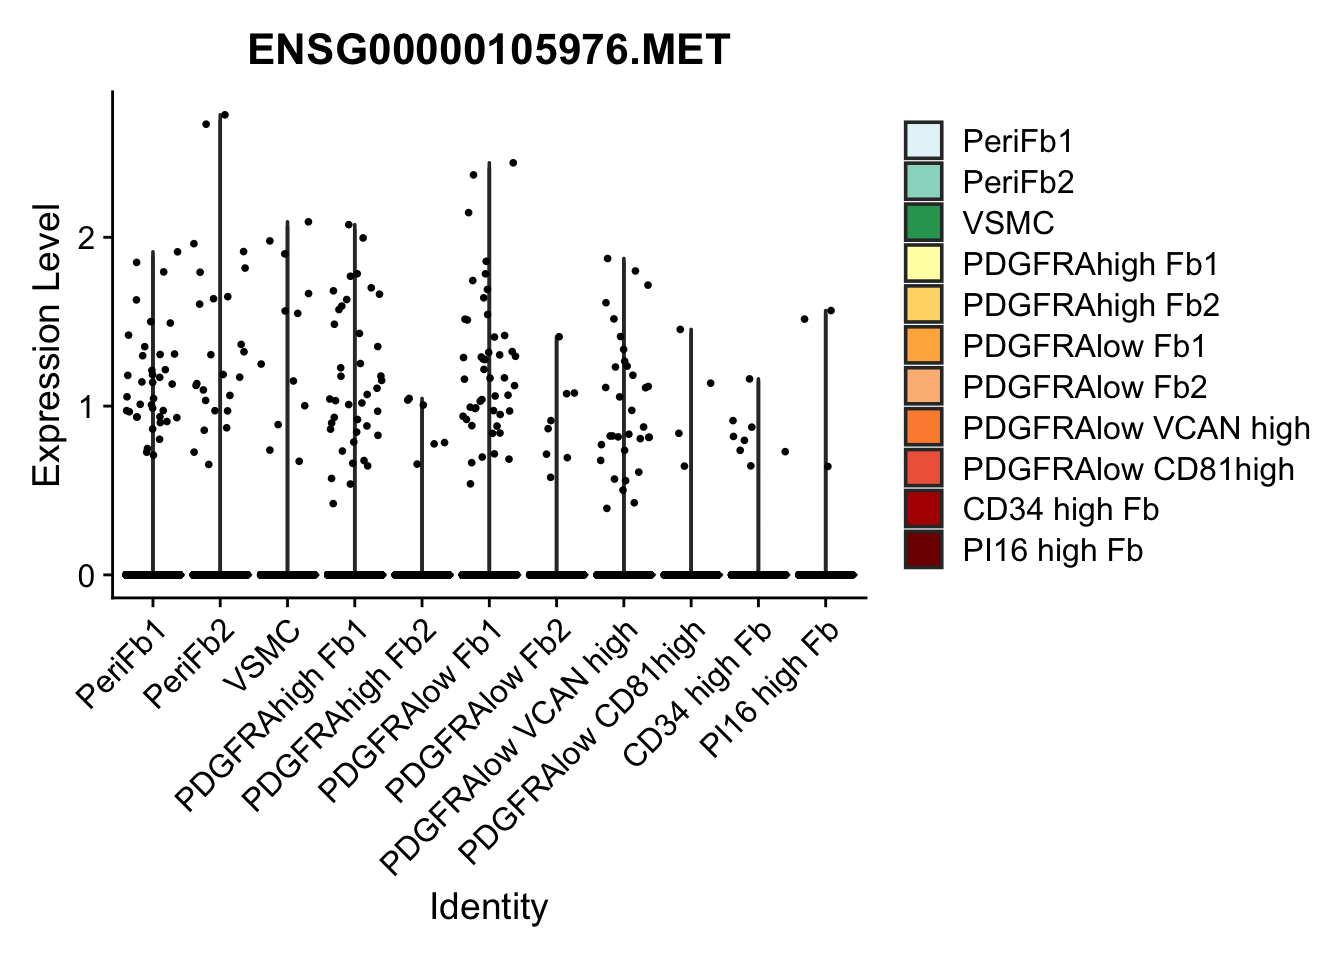 ENSG00000105976.MET
Expression Level
2
1
0
PeriFb1
PeriFb2
VSMC
PDGFRAhigh Fb1
PDGFRAhigh Fb2
PDGFRAlow Fb1
PDGFRAlow Fb2
PDGFRAlow VCAN high
PDGFRAlow CD81high
CD34 high Fb
PI16 high Fb
Identity
PeriFb1
PeriFb2
VSMC
PDGFRAhigh Fb1
PDGFRAhigh Fb2
PDGFRAlow Fb1
PDGFRAlow Fb2
PDGFRAlow VCAN high
PDGFRAlow CD81high
CD34 high Fb
PI16 high Fb